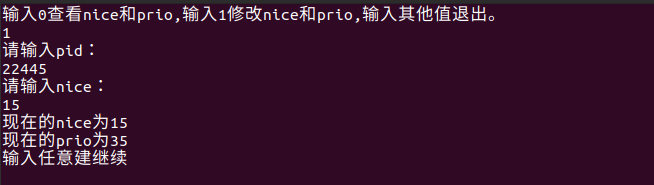 输入0查看nice和prio,输入1修改nice和prio,输入其他值退出。
1
请输入pid：
22445
请输入nice：
15
现在的nice为15
现在的prio为35
输入任意建继续